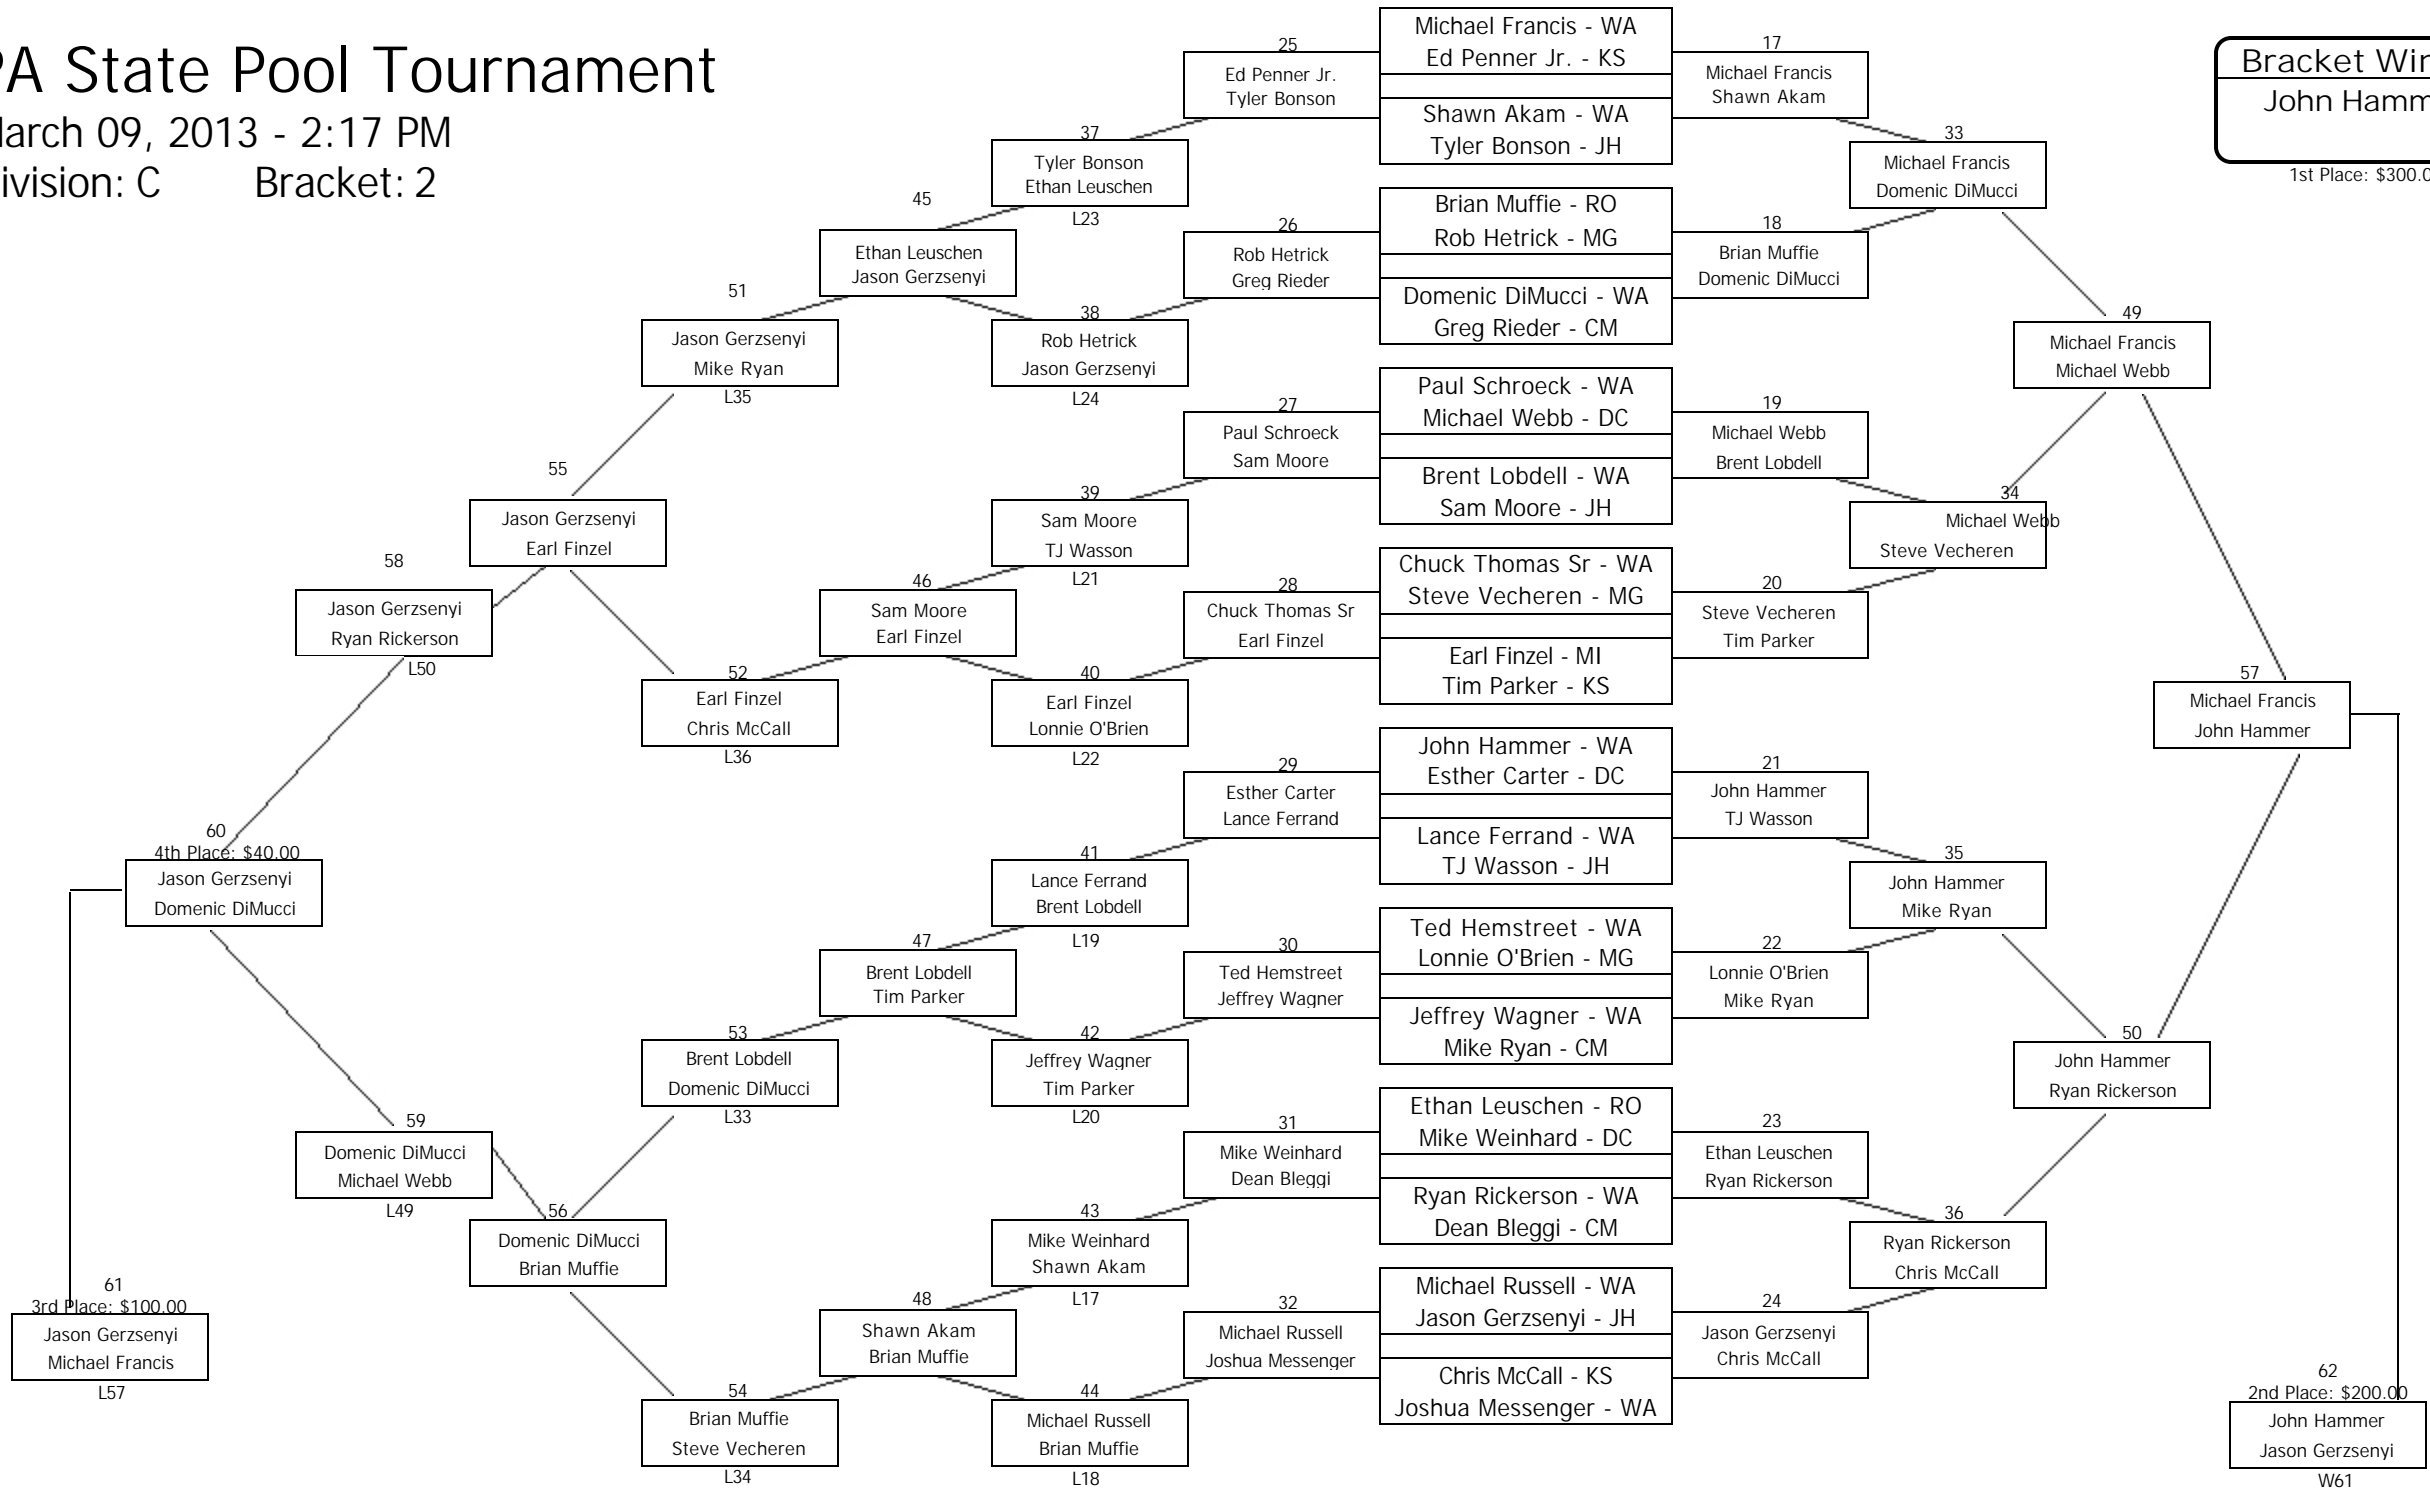 PA State Pool Tournament
March 09, 2013 - 2:17 PM
Division: C Bracket: 2
Bracket Win
John Hamm
1st Place: $300.0
Michael Francis - WA
Ed Penner Jr. - KS
Shawn Akam - WA
Tyler Bonson - JH
Brian Muffie - RO
Rob Hetrick - MG
Domenic DiMucci - WA
Greg Rieder - CM
Paul Schroeck - WA
Michael Webb - DC
Brent Lobdell - WA
Sam Moore - JH
Chuck Thomas Sr - WA
Steve Vecheren - MG
Earl Finzel - MI
Tim Parker - KS
John Hammer - WA
Esther Carter - DC
Lance Ferrand - WA
TJ Wasson - JH
Ted Hemstreet - WA
Lonnie O'Brien - MG
Jeffrey Wagner - WA
Mike Ryan - CM
Ethan Leuschen - RO
Mike Weinhard - DC
Ryan Rickerson - WA
Dean Bleggi - CM
Michael Russell - WA
Jason Gerzsenyi - JH
Chris McCall - KS
Joshua Messenger - WA
17
Michael Francis
Shawn Akam
18
Brian Muffie
Domenic DiMucci
19
Michael Webb
Brent Lobdell
20
Steve Vecheren
Tim Parker
21
John Hammer
TJ Wasson
22
Lonnie O'Brien
Mike Ryan
23
Ethan Leuschen
Ryan Rickerson
24
Jason Gerzsenyi
Chris McCall
25
Ed Penner Jr.
Tyler Bonson
26
Rob Hetrick
Greg Rieder
27
Paul Schroeck
Sam Moore
28
Chuck Thomas Sr
Earl Finzel
29
Esther Carter
Lance Ferrand
30
Ted Hemstreet
Jeffrey Wagner
31
Mike Weinhard
Dean Bleggi
32
Michael Russell
Joshua Messenger
33
Michael Francis
Domenic DiMucci
34
Michael Webb
Steve Vecheren
35
John Hammer
Mike Ryan
36
Ryan Rickerson
Chris McCall
37
Tyler Bonson
Ethan Leuschen
L23
38
Rob Hetrick
Jason Gerzsenyi
L24
39
Sam Moore
TJ Wasson
L21
40
Earl Finzel
Lonnie O'Brien
L22
41
Lance Ferrand
Brent Lobdell
L19
42
Jeffrey Wagner
Tim Parker
L20
43
Mike Weinhard
Shawn Akam
L17
44
Michael Russell
Brian Muffie
L18
45
Ethan Leuschen
Jason Gerzsenyi
46
Sam Moore
Earl Finzel
47
Brent Lobdell
Tim Parker
48
Shawn Akam
Brian Muffie
49
Michael Francis
Michael Webb
50
John Hammer
Ryan Rickerson
51
Jason Gerzsenyi
Mike Ryan
L35
52
Earl Finzel
Chris McCall
L36
53
Brent Lobdell
Domenic DiMucci
L33
54
Brian Muffie
Steve Vecheren
L34
55
Jason Gerzsenyi
Earl Finzel
56
Domenic DiMucci
Brian Muffie
57
Michael Francis
John Hammer
58
Jason Gerzsenyi
Ryan Rickerson
L50
59
Domenic DiMucci
Michael Webb
L49
60
4th Place: $40.00
Jason Gerzsenyi
Domenic DiMucci
61
3rd Place: $100.00
Jason Gerzsenyi
Michael Francis
L57
62
2nd Place: $200.00
John Hammer
Jason Gerzsenyi
W61